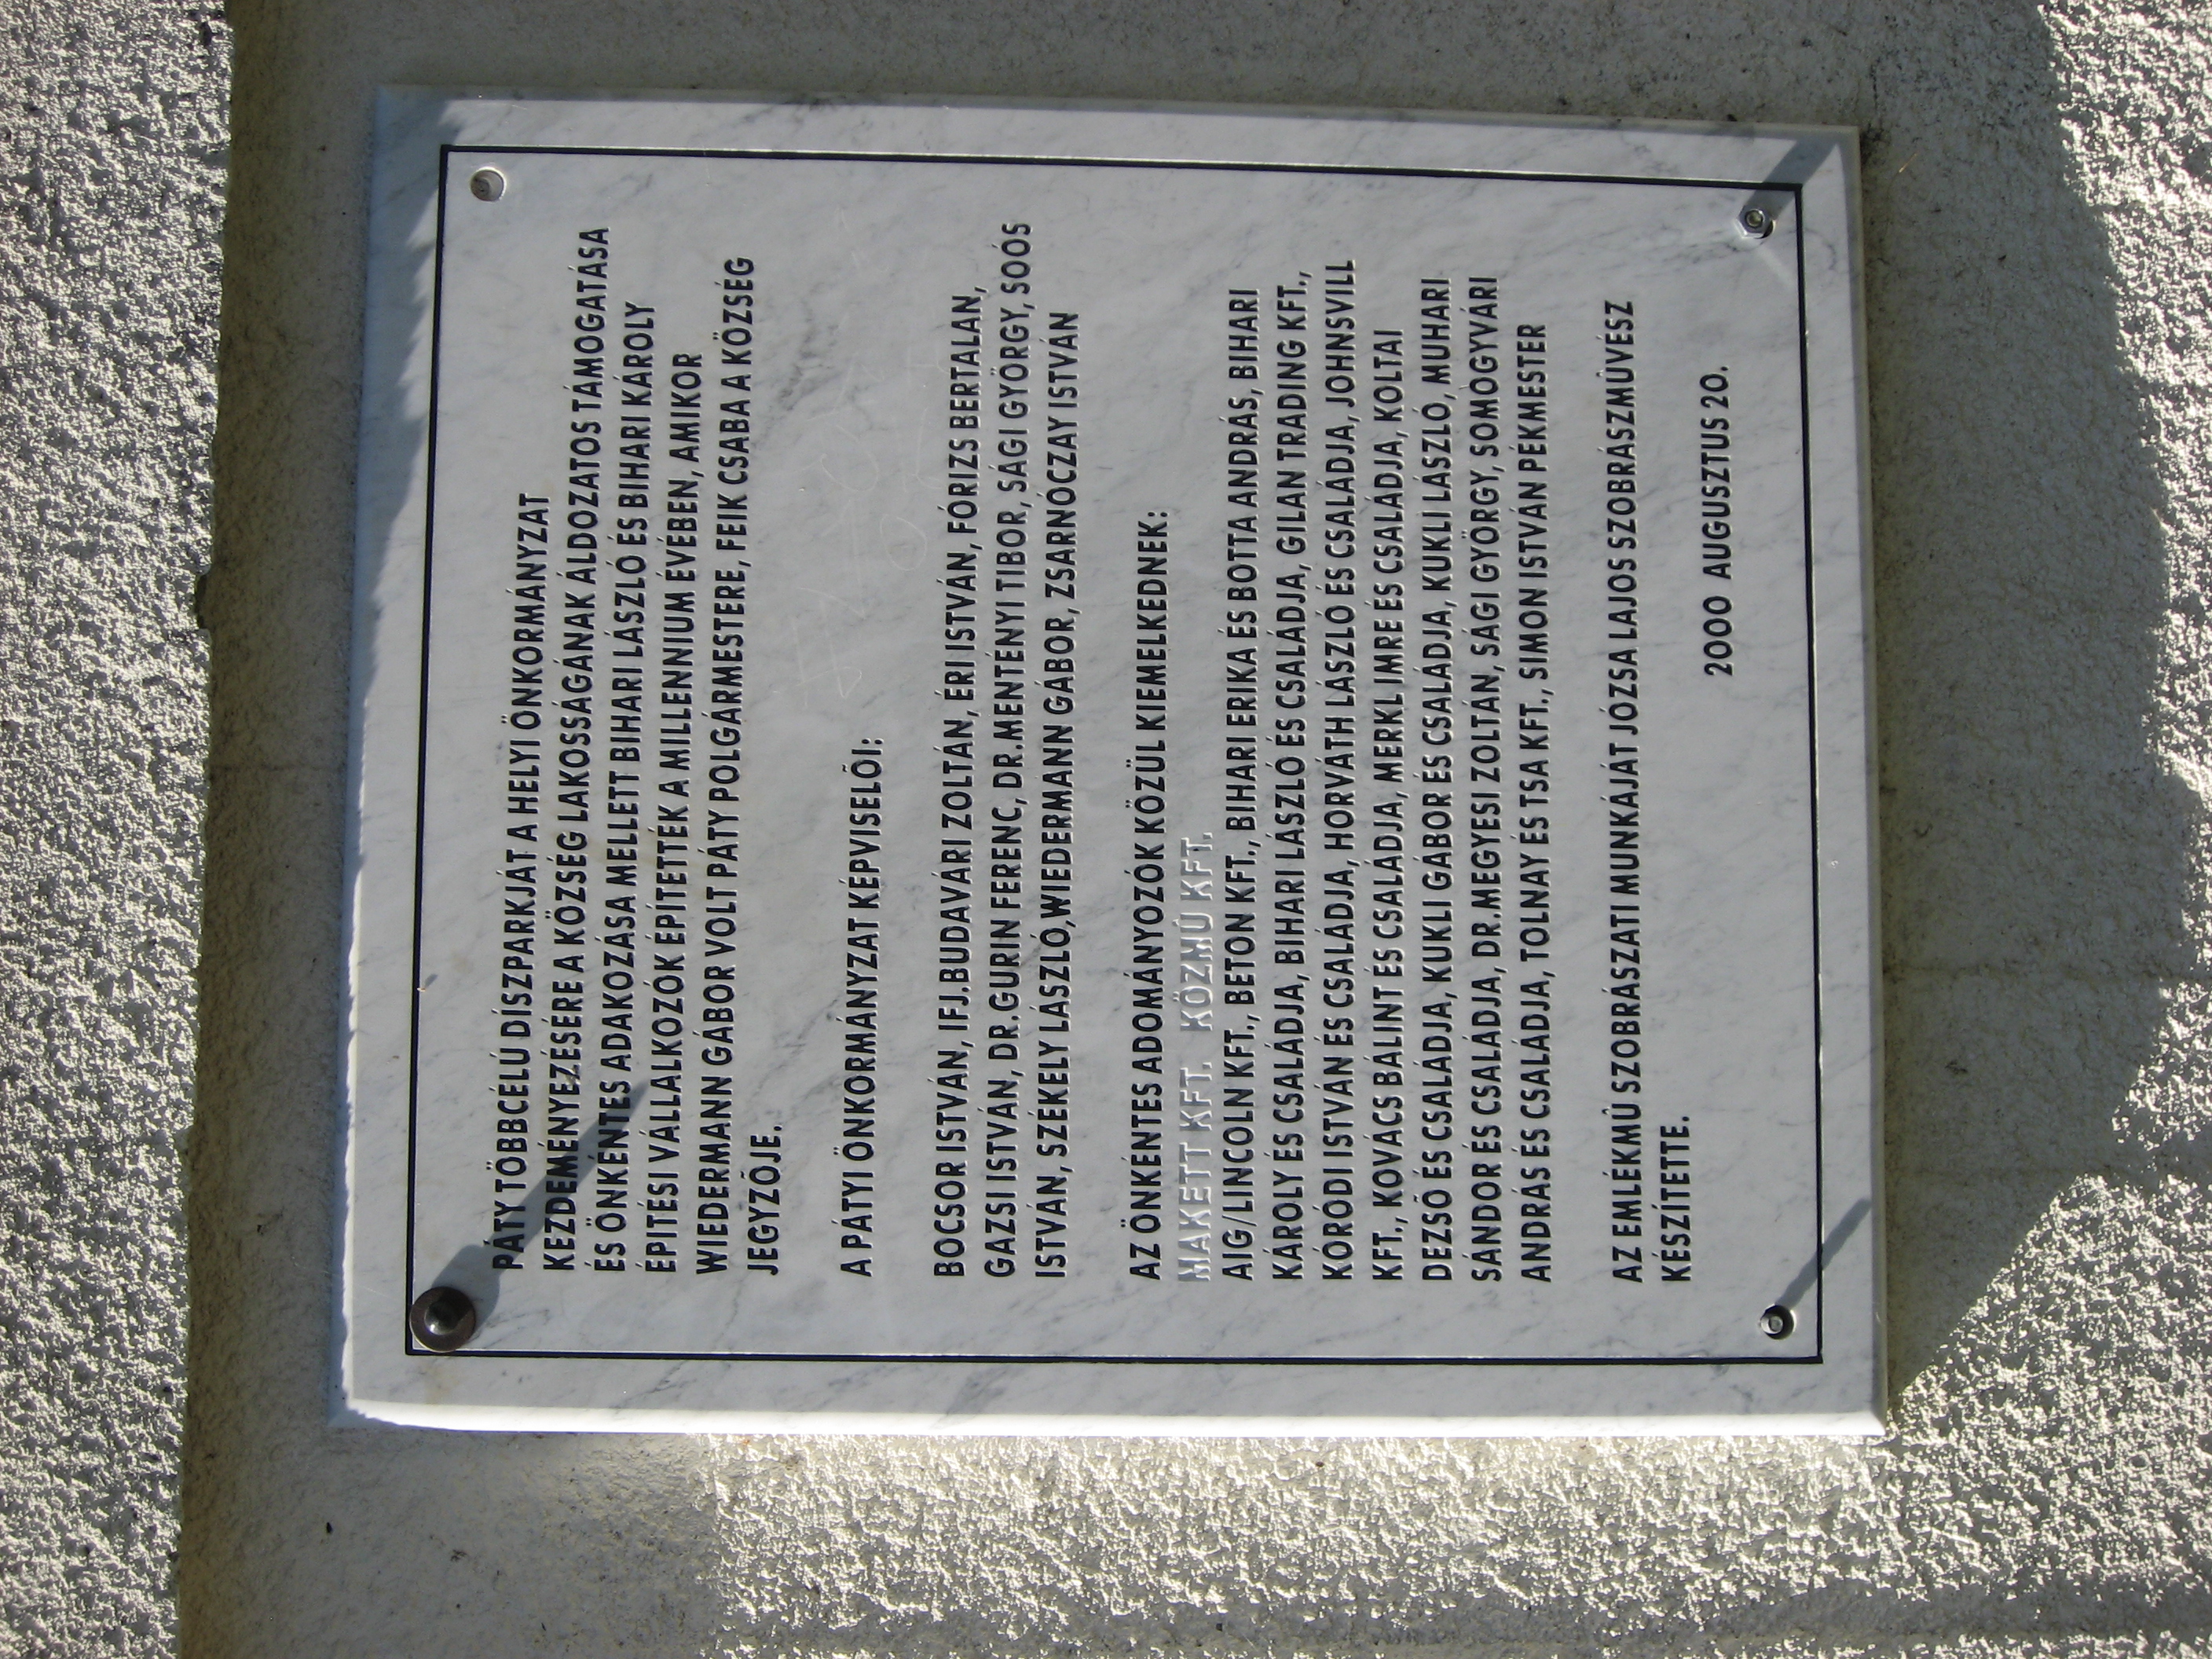 PÁTY TÖBBCÉLÚ DÍSZPARKJÁT A HELYI ÖNKORMÁNYZAT
KEZDEMÉNYEZÉSÉRE A KÖZSÉG LAKOSSÁGÁNAK ÁLDOZATOS TÁMOGATÁSA
ÉS ÖNKÉNTES ADAKOZÁSA MELLETT BIHARI LÁSZLÓ ÉS BIHARI KÁROLY
ÉPITÉSI VÁLLALKOZÓK ÉPITETTÉK A MILLENNIUM ÉVÉBEN, AMIKOR
WIEDERMANN GÁBOR VOLT PÁTY POLGÁRMESTERE, FEIK CSABA A KÖZSÉG
JEGYZŐJE.
A PÁTYI ÖNKORMÁNYZAT KÉPVISELŐI:
BOCSOR ISTVÁN, IFJ.BUDAVÁRI ZOLTÁN, ÉRI ISTVÁN, FÓRIZS BERTALAN,
GAZSI ISTVÁN, DR.GURIN FERENC, DR.MENTÉNYI TIBOR, SÁGI GYÖRGY, SOÓS
ISTVÁN, SZÉKELY LÁSZLÓ, WIEDERMANN GÁBOR, ZSARNÓCZAY ISTVÁN
AZ ÖNKÉNTES ADOMÁNYOZÓK KÖZÜL KIEMELKEDNEK:
MAKETT KFT. KÖZMŰ KFT.
AIG/LINCOLN KFT., BETON KFT., BIHARI ERIKA ÉS BOTTA ANDRÁS, BIHARI
KÁROLY ÉS CSALÁDJA, BIHARI LÁSZLÓ ÉS CSALÁDJA, GILAN TRADING KFT.,
KÓRÓDI ISTVÁN ÉS CSALÁDJA, HORVÁTH LÁSZLÓ ÉS CSALÁDJA, JOHNSVILL
KFT., KOVÁCS BÁLINT ÉS CSALÁDJA, MERKL IMRE ÉS CSALÁDJA, KOLTAI
DEZSŐ ÉS CSALÁDJA, KUKLI GÁBOR ÉS CSALÁDJA, KUKLI LÁSZLÓ, MUHARI
SÁNDOR ÉS CSALÁDJA, DR.MEGYESI ZOLTÁN, SÁGI GYÖRGY, SOMOGYVÁRI
ANDRÁS ÉS CSALÁDJA, TOLNAY ÉS TSA KFT., SIMON ISTVÁN PÉKMESTER
AZ EMLÉKMŰ SZOBRÁSZATI MUNKÁJÁT JÓZSA LAJOS SZOBRÁSZMŰVÉSZ
KÉSZÍTETTE.
2000 AUGUSZTUS 20.